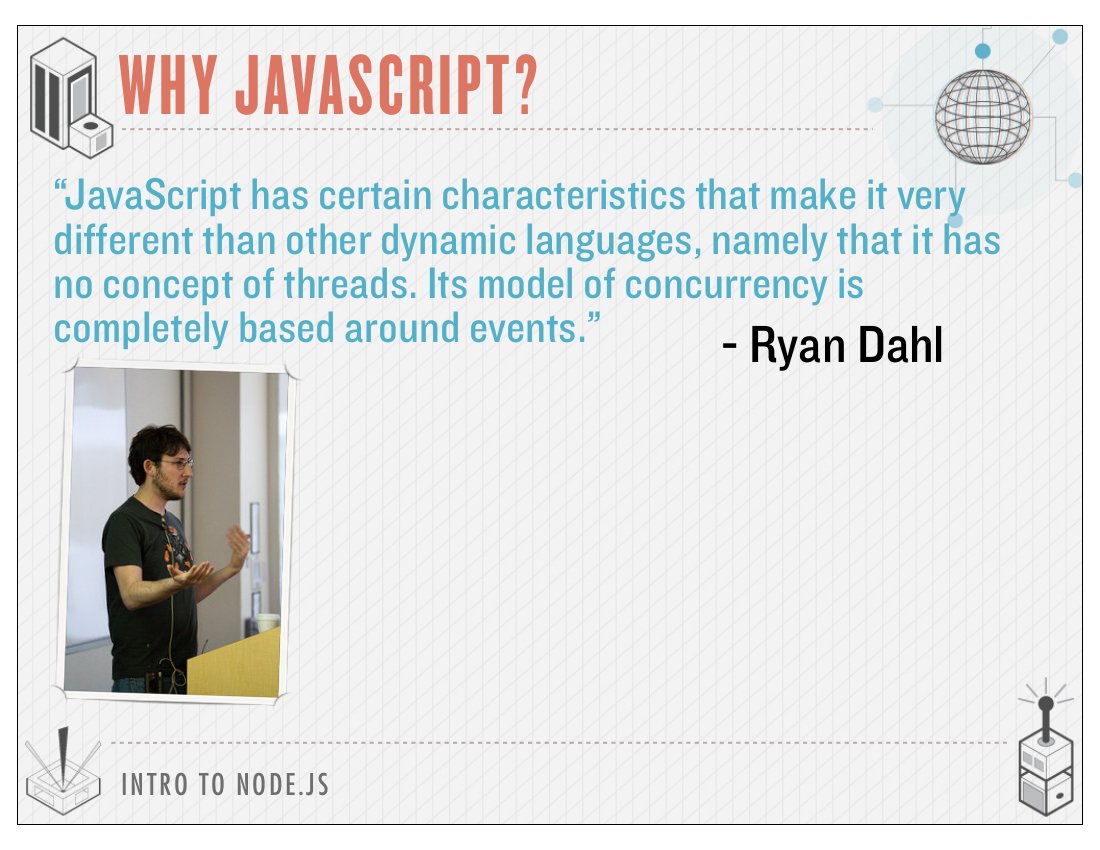 WHY JAVASCRIPT?
“JavaScript has certain characteristics that make it very
different than other dynamic languages, namely that it has
no concept of threads. Its model of concurrency is
completely based around events.”
- Ryan Dahl
INTRO TO NODE.JS